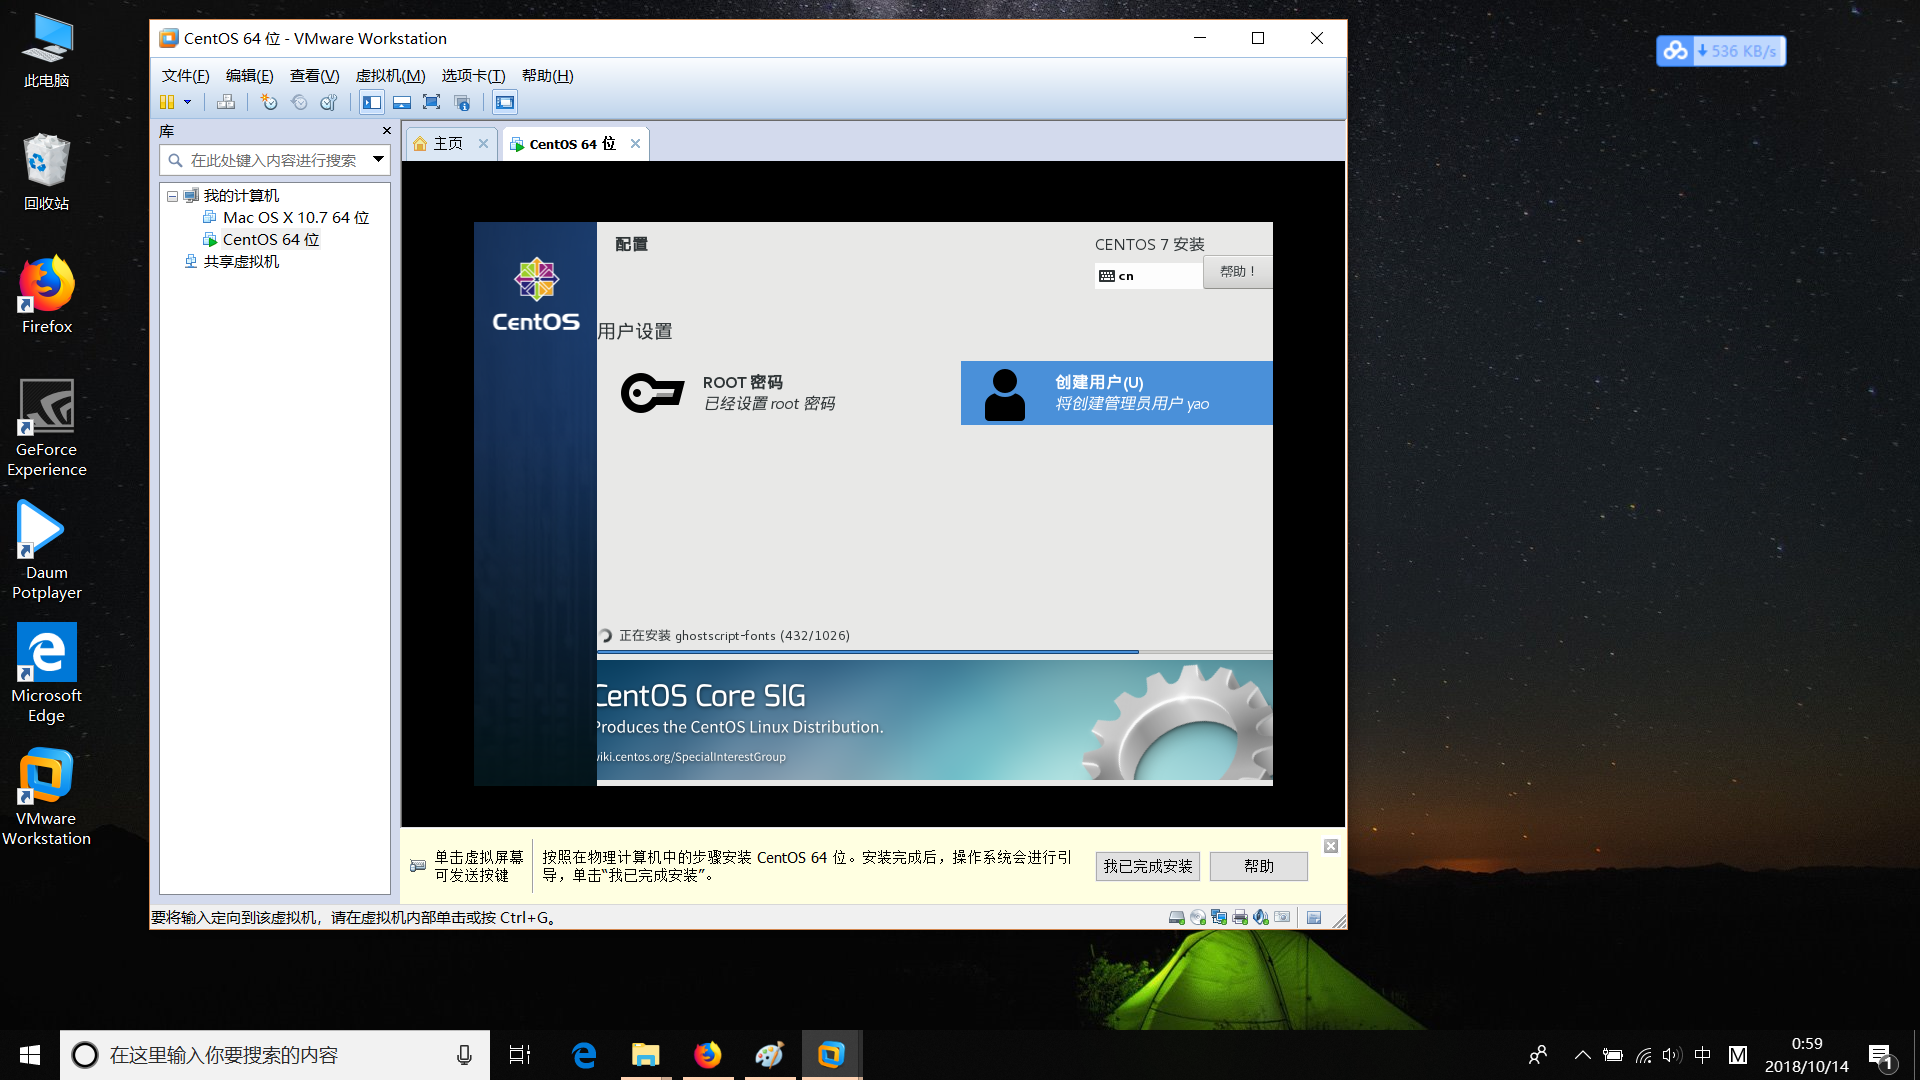 此电脑
回收站
Firefox
GeForce
Experience
Daum
Potplayer
Microsoft
Edge
VMware
Workstation
CentOS 64 位 - VMware Workstation
文件(F) 编辑(E) 查看(V) 虚拟机(M) 选项卡(T) 帮助(H)
库
在此处键入内容进行搜索
我的计算机
Mac OS X 10.7 64 位
CentOS 64 位
共享虚拟机
主页
CentOS 64 位
CentOS
配置
CENTOS 7 安装
cn
帮助！
用户设置
ROOT 密码
已经设置 root 密码
创建用户(U)
将创建管理员用户 yao
正在安装 ghostscript-fonts (432/1026)
CentOS Core SIG
Produces the CentOS Linux Distribution.
wiki.centos.org/SpecialInterestGroup
单击虚拟屏幕
可发送按键
按照在物理计算机中的步骤安装 CentOS 64 位。安装完成后，操作系统会进行引
导，单击“我已完成安装”。
我已完成安装
帮助
要将输入定向到该虚拟机，请在虚拟机内部单击或按 Ctrl+G。
536 KB/s
在这里输入你要搜索的内容
中
M
0:59
2018/10/14
1